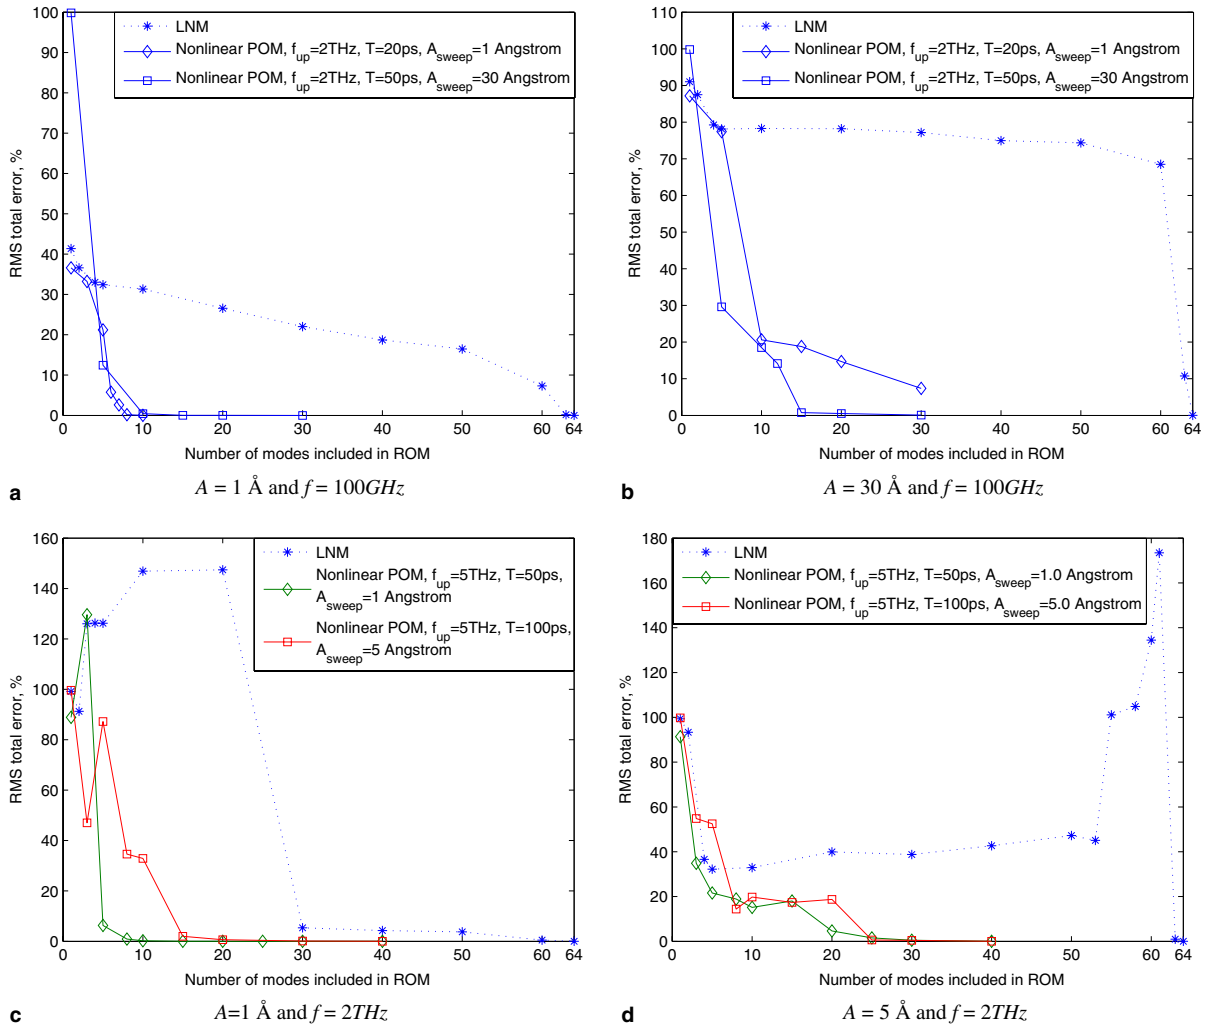 LNM
Nonlinear POM, f_up=2THz, T=20ps, A_sweep=1 Angstrom
Nonlinear POM, f_up=2THz, T=50ps, A_sweep=30 Angstrom
RMS total error, %
100
90
80
70
60
50
40
30
20
10
0
0 10 20 30 40 50 60 64
Number of modes included in ROM
a A = 1 Å and f = 100GHz
LNM
Nonlinear POM, f_up=2THz, T=20ps, A_sweep=1 Angstrom
Nonlinear POM, f_up=2THz, T=50ps, A_sweep=30 Angstrom
RMS total error, %
110
100
90
80
70
60
50
40
30
20
10
0
0 10 20 30 40 50 60 64
Number of modes included in ROM
b A = 30 Å and f = 100GHz
LNM
Nonlinear POM, f_up=5THz, T=50ps,
A_sweep=1 Angstrom
Nonlinear POM, f_up=5THz, T=100ps,
A_sweep=5 Angstrom
RMS total error, %
160
140
120
100
80
60
40
20
0
0 10 20 30 40 50 60 64
Number of modes included in ROM
c A=1 Å and f = 2THz
LNM
Nonlinear POM, f_up=5THz, T=50ps, A_sweep=1.0 Angstrom
Nonlinear POM, f_up=5THz, T=100ps, A_sweep=5.0 Angstrom
RMS total error, %
180
160
140
120
100
80
60
40
20
0
0 10 20 30 40 50 60 64
Number of modes included in ROM
d A = 5 Å and f = 2THz